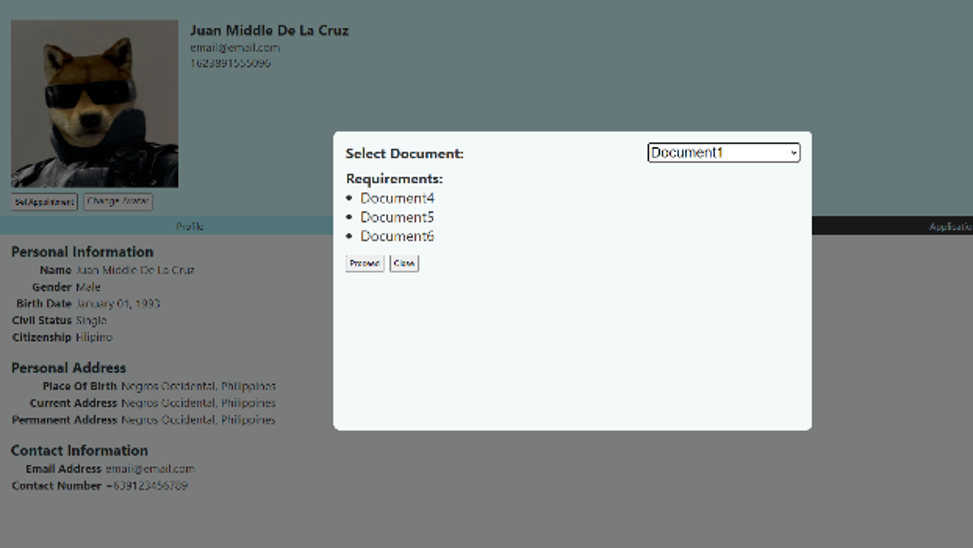 Juan Middle De La Cruz
email@email.com
1623891555096
Set Appointment Change Avatar
Select Document: Document1
Requirements:
• Document4
• Document5
• Document6
Proceed Close
Profile
Applicatio
Personal Information
Name Juan Middle De La Cruz
Gender Male
Birth Date January 01, 1993
Civil Status Single
Citizenship Filipino
Personal Address
Place Of Birth Negros Occidental, Philippines
Current Address Negros Occidental, Philippines
Permanent Address Negros Occidental, Philippines
Contact Information
Email Address email@email.com
Contact Number +639123456789